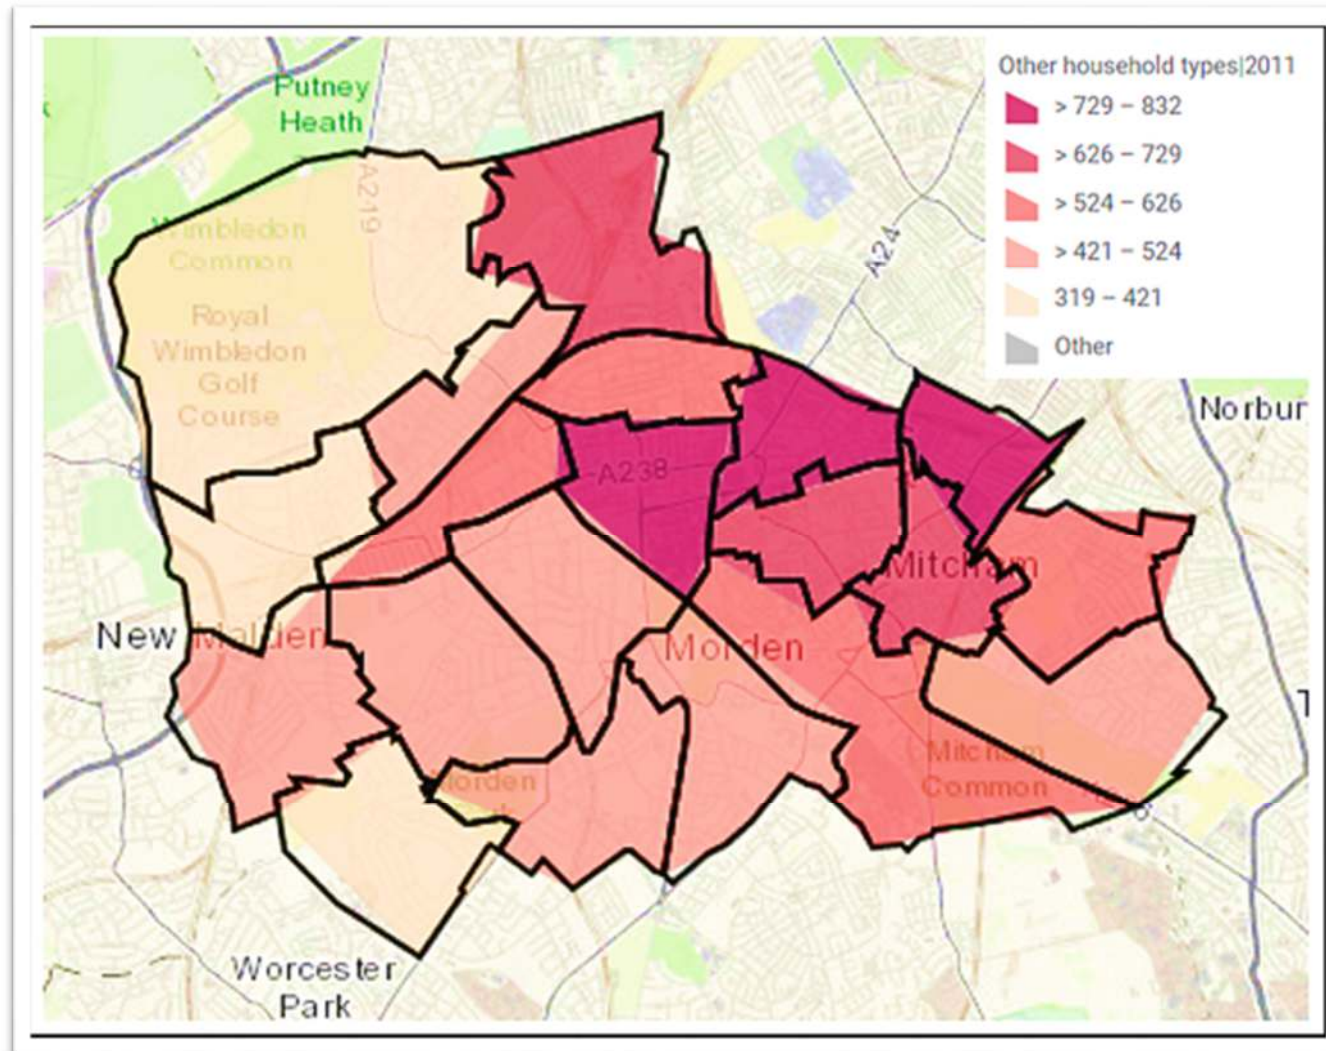 Other household types|2011
> 729 – 832
> 626 – 729
> 524 – 626
> 421 – 524
319 – 421
Other
Putney
Heath
A219
Wimbledon
Common
Royal
Wimbledon
Golf
Course
A24
Norbur
A238
Mitcham
New Malden
Morden
Mitcham
Common
Morden
T
Worcester
Park